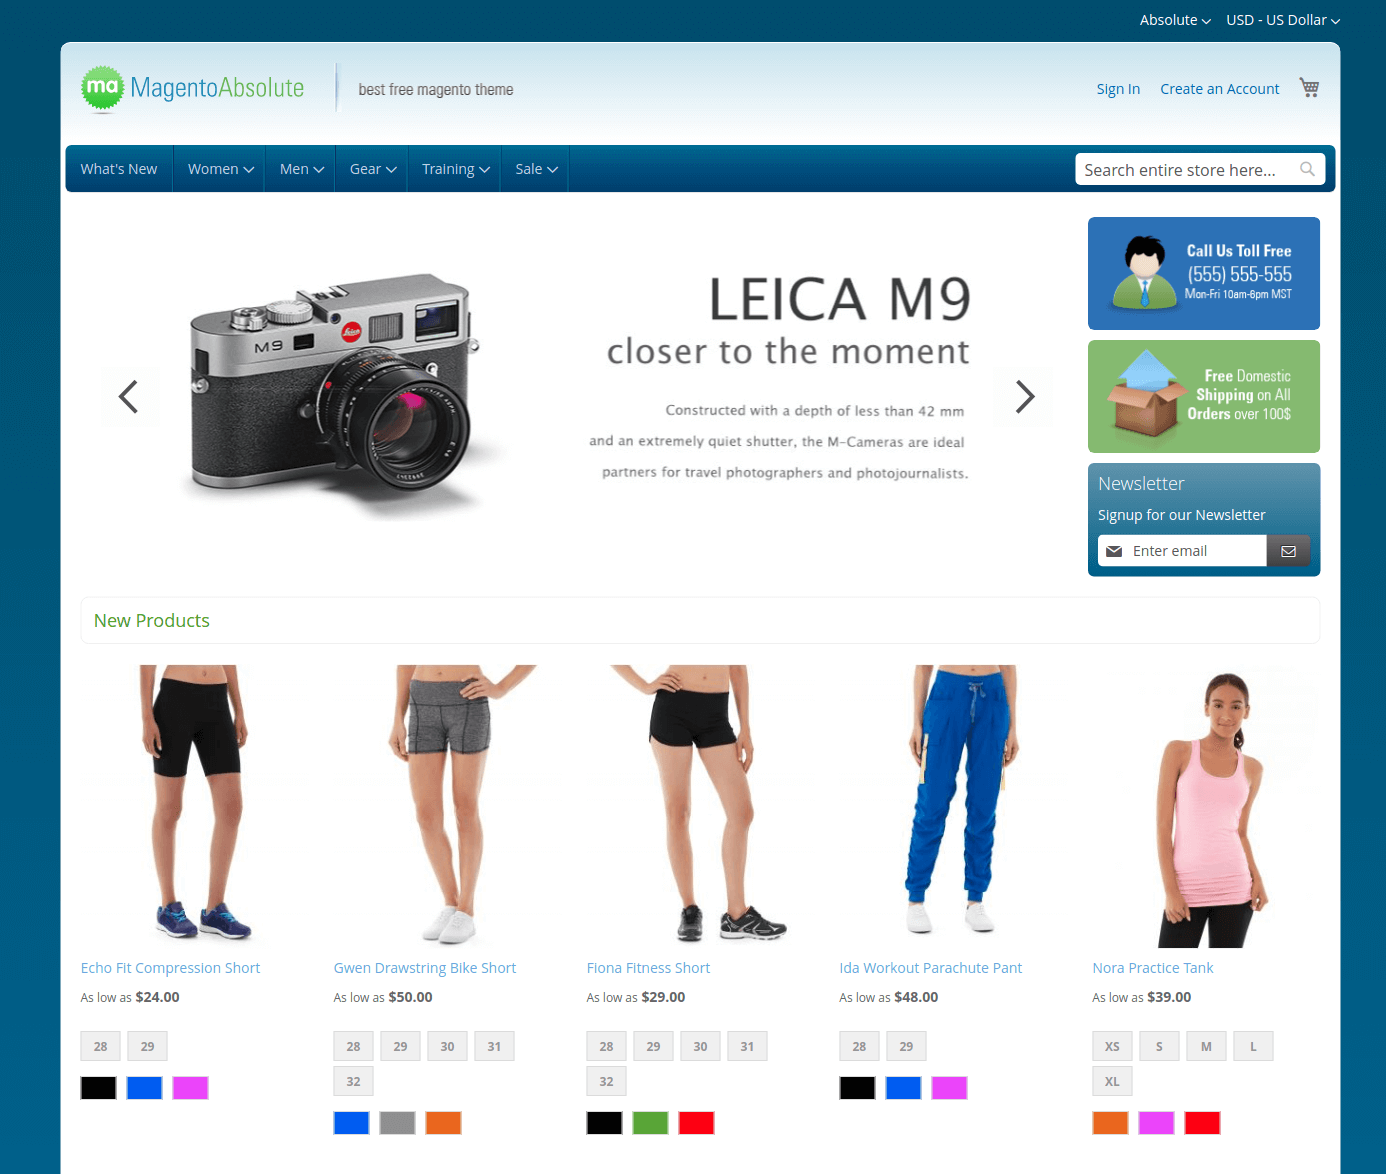 Absolute USD - US Dollar
ma MagentoAbsolute best free magento theme
Sign In Create an Account
What's New Women Men Gear Training Sale
Search entire store here...
M9 Leica
LEICA M9
closer to the moment
Constructed with a depth of less than 42 mm
and an extremely quiet shutter, the M-Cameras are ideal
partners for travel photographers and photojournalists.
Call Us Toll Free
(555) 555-555
Mon-Fri 10am-6pm MST
Free Domestic
Shipping on All
Orders over 100$
Newsletter
Signup for our Newsletter
Enter email
New Products
Echo Fit Compression Short
As low as $24.00
28 29
Gwen Drawstring Bike Short
As low as $50.00
28 29 30 31
32
Fiona Fitness Short
As low as $29.00
28 29 30 31
32
Ida Workout Parachute Pant
As low as $48.00
28 29
Nora Practice Tank
As low as $39.00
XS S M L
XL